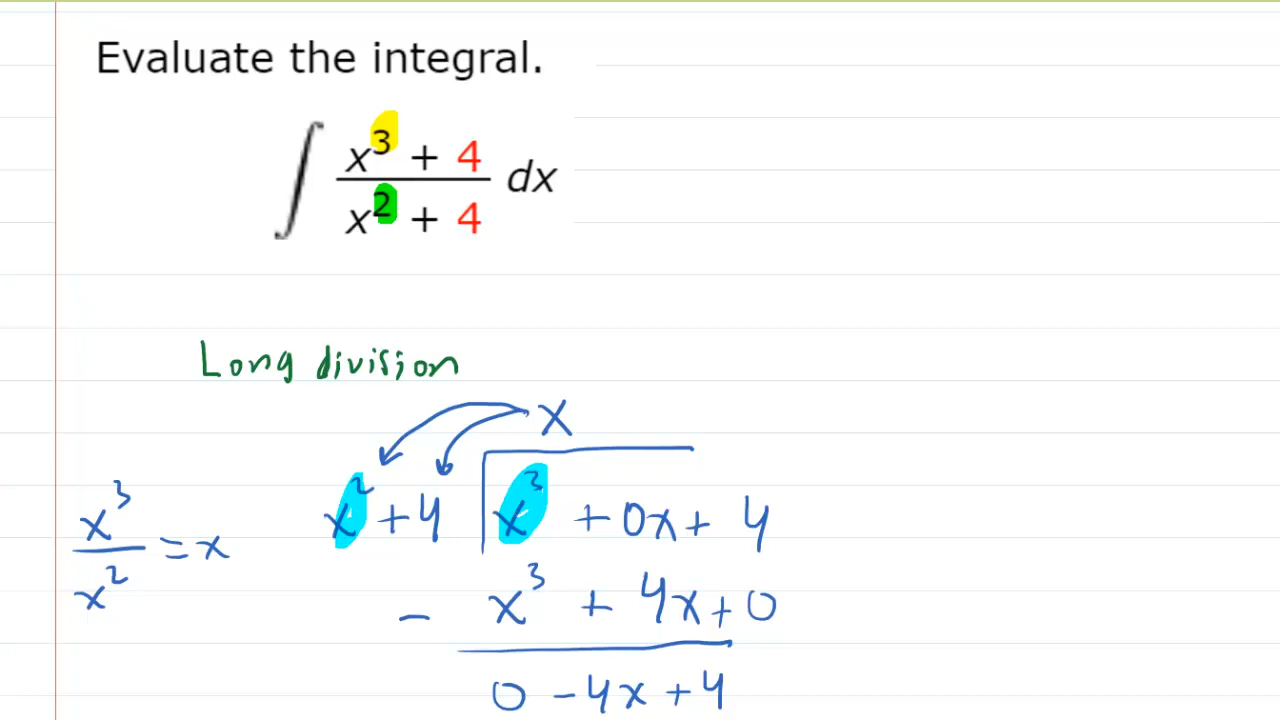 Evaluate the integral.
∫ (x³ + 4)/(x² + 4) dx
Long division
x
x² + 4 | x³ + 0x + 4
x³/x² = x
− x³ + 4x + 0
0 − 4x + 4